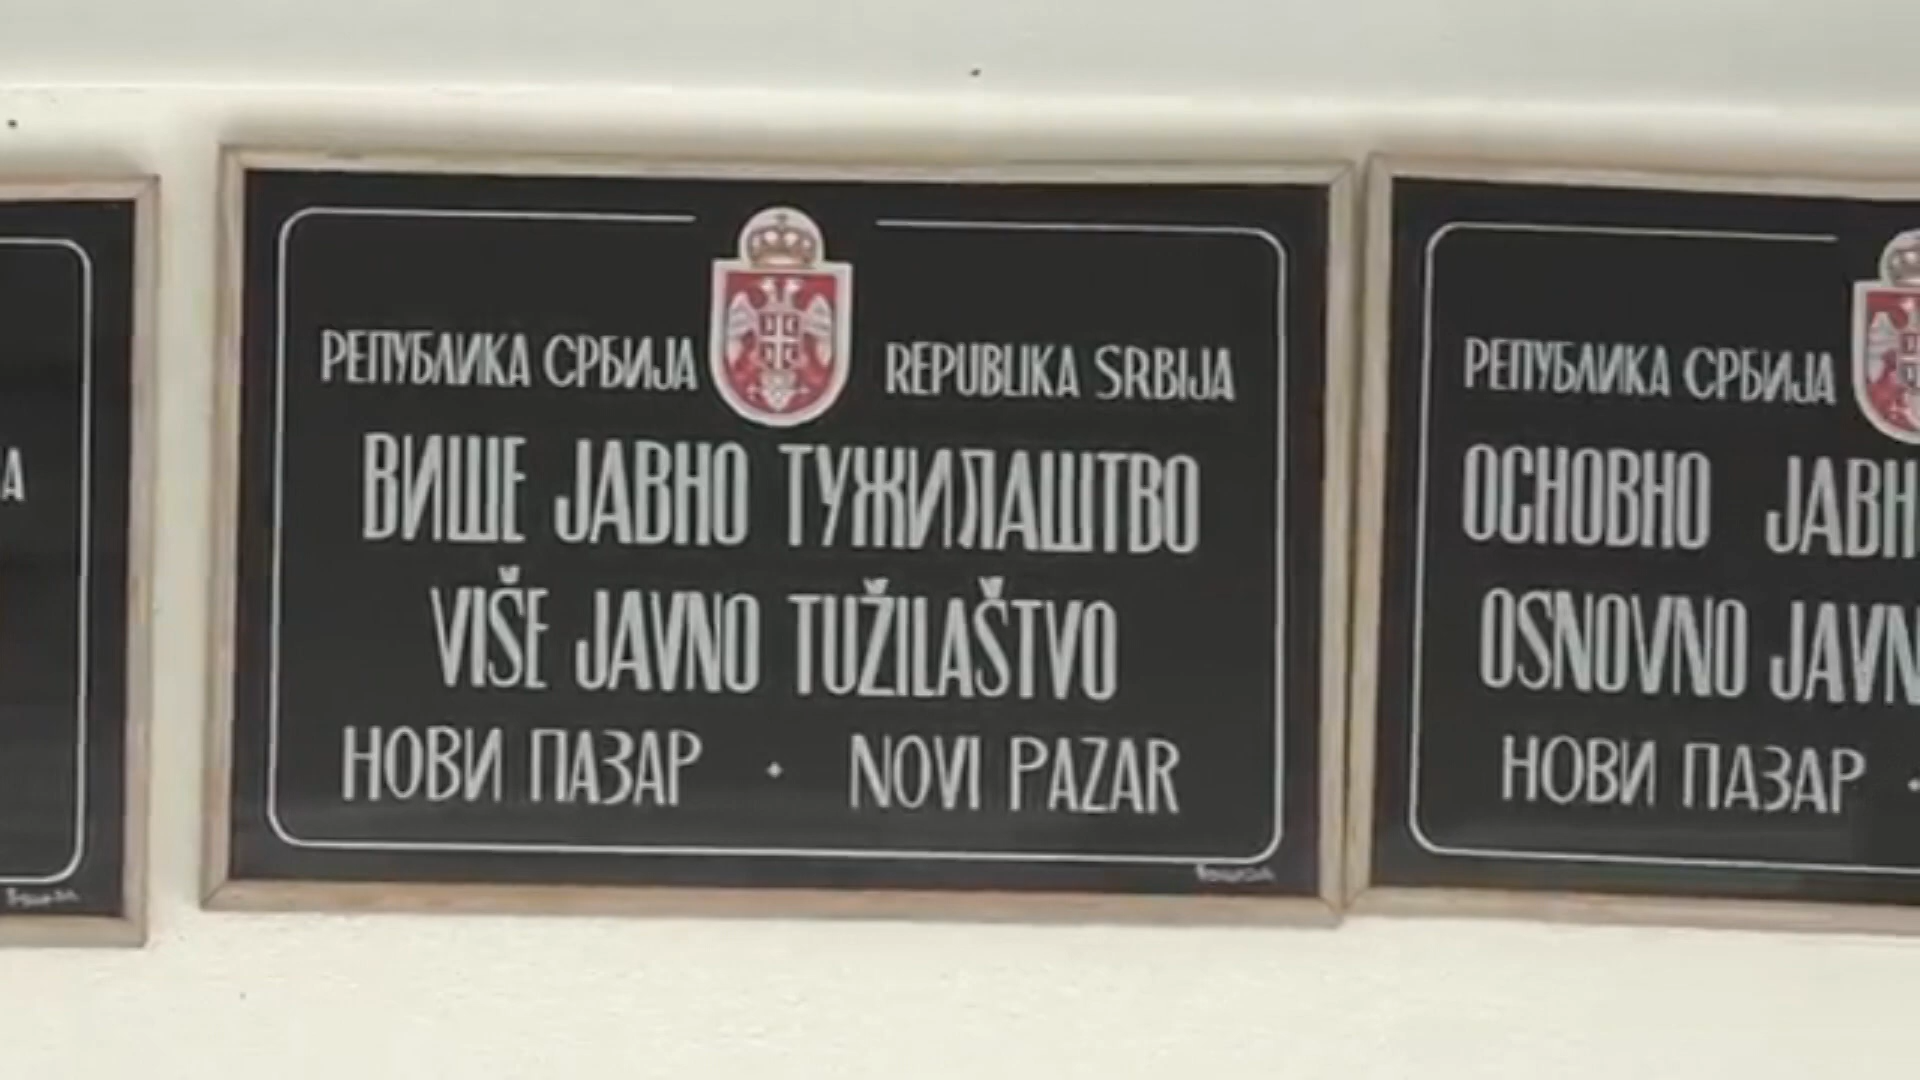 РЕПУБЛИКА СРБИЈА REPUBLIKA SRBIJA
ВИШЕ ЈАВНО ТУЖИЛАШТВО
VIŠE JAVNO TUŽILAŠTVO
НОВИ ПАЗАР · NOVI PAZAR
РЕПУБЛИКА СРБИЈА
ОСНОВНО ЈАВН
OSNOVNO JAVN
НОВИ ПАЗАР ·